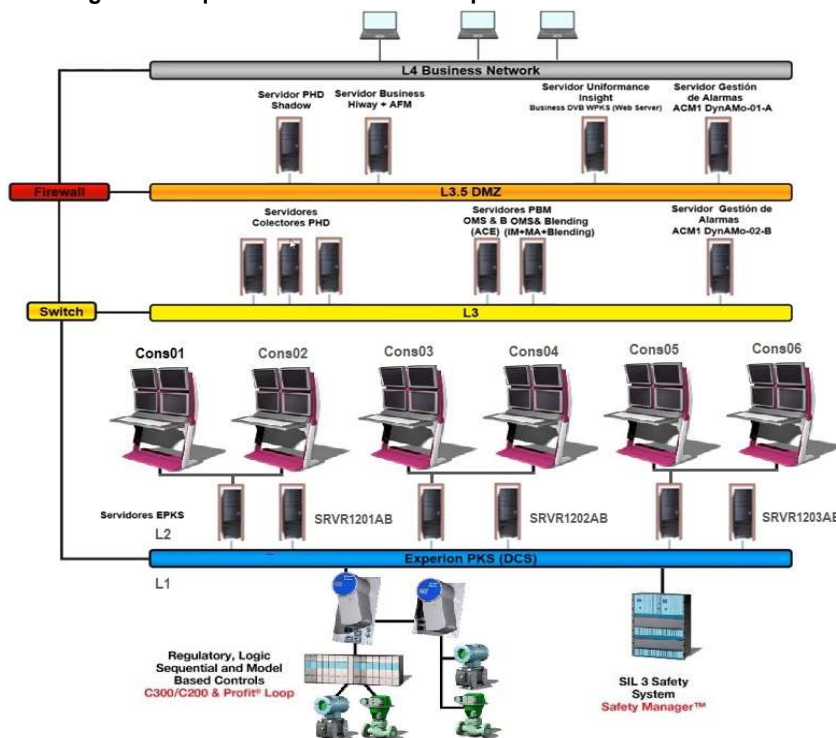 L4 Business Network
Servidor PHD
Shadow
Servidor Business
Hiway + AFM
Servidor Uniformance
Insight
Business DVB WPKS (Web Server)
Servidor Gestión
de Alarmas
ACM1 DynAMo-01-A
Firewall
L3.5 DMZ
Servidores
Colectores PHD
Servidores PBM
OMS & B OMS& Blending
(ACE) (IM+MA+Blending)
Servidor Gestión de
Alarmas
ACM1 DynAMo-02-B
Switch
L3
Cons01
Cons02
Cons03
Cons04
Cons05
Cons06
Servidores EPKS
SRVR1201AB
SRVR1202AB
SRVR1203AB
L2
Experion PKS (DCS)
L1
Regulatory, Logic
Sequential and Model
Based Controls
C300/C200 & Profit® Loop
SIL 3 Safety
System
Safety Manager™